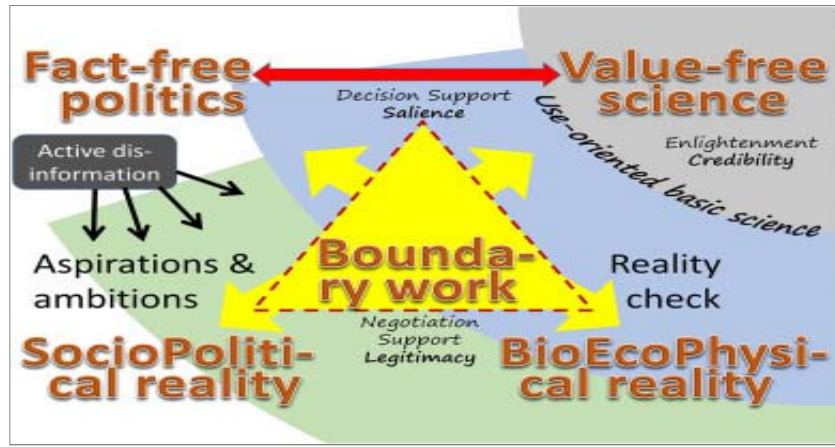 Fact-free
politics
Value-free
science
Decision Support
Salience
Use-oriented basic science
Enlightenment
Credibility
Active dis-
information
Aspirations &
ambitions
Bounda-
ry work
Reality
check
Negotiation
Support
Legitimacy
SocioPoliti-
cal reality
BioEcoPhysi-
cal reality